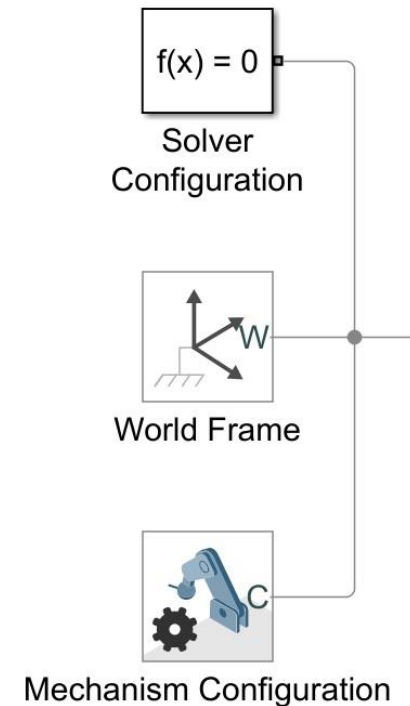 f(x) = 0
Solver
Configuration
W
World Frame
C
Mechanism Configuration